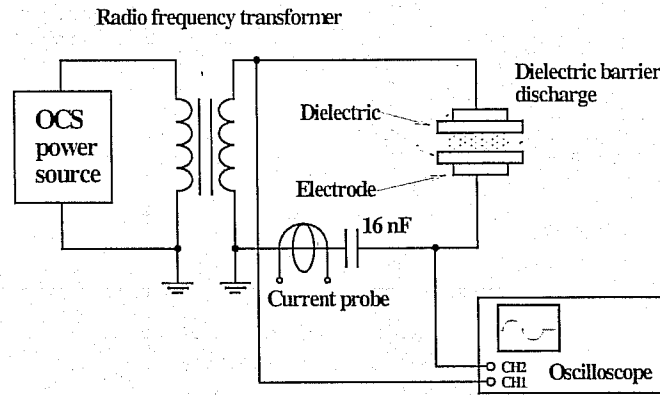 Radio frequency transformer
OCS
power
source
Dielectric
Electrode
Dielectric barrier
discharge
16 nF
Current probe
CH2
CH1
Oscilloscope